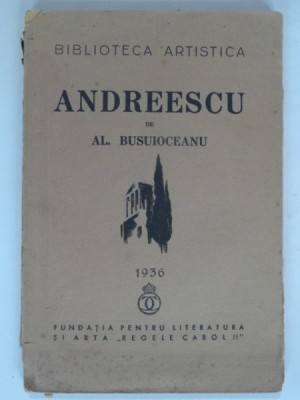 BIBLIOTECA ARTISTICA
ANDREESCU
DE
AL. BUSUIOCEANU
1936
FUNDAȚIA PENTRU LITERATURA
ȘI ARTA „REGELE CAROL II”